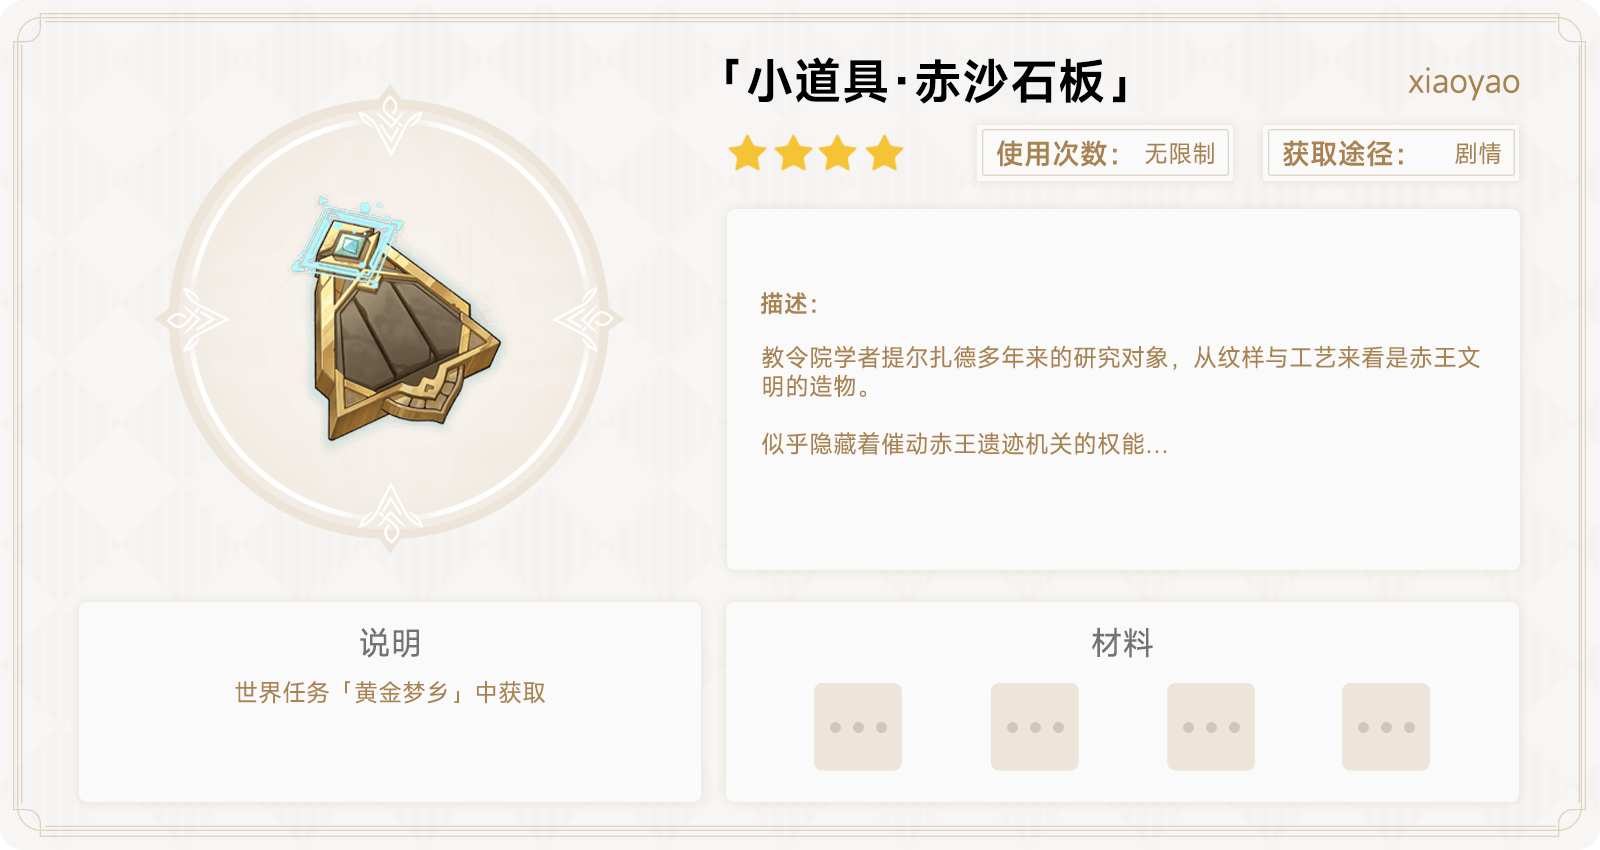 「小道具·赤沙石板」
xiaoyao
使用次数： 无限制
获取途径： 剧情
描述：
教令院学者提尔扎德多年来的研究对象，从纹样与工艺来看是赤王文
明的造物。
似乎隐藏着催动赤王遗迹机关的权能...
说明
世界任务「黄金梦乡」中获取
材料